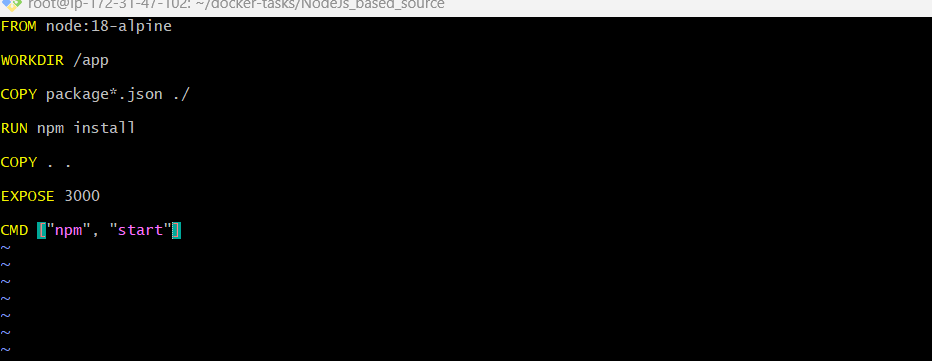 root@ip-172-31-47-102: ~/docker-tasks/NodeJs_based_source
FROM node:18-alpine
WORKDIR /app
COPY package*.json ./
RUN npm install
COPY . .
EXPOSE 3000
CMD ["npm", "start"]
~
~
~
~
~
~
~